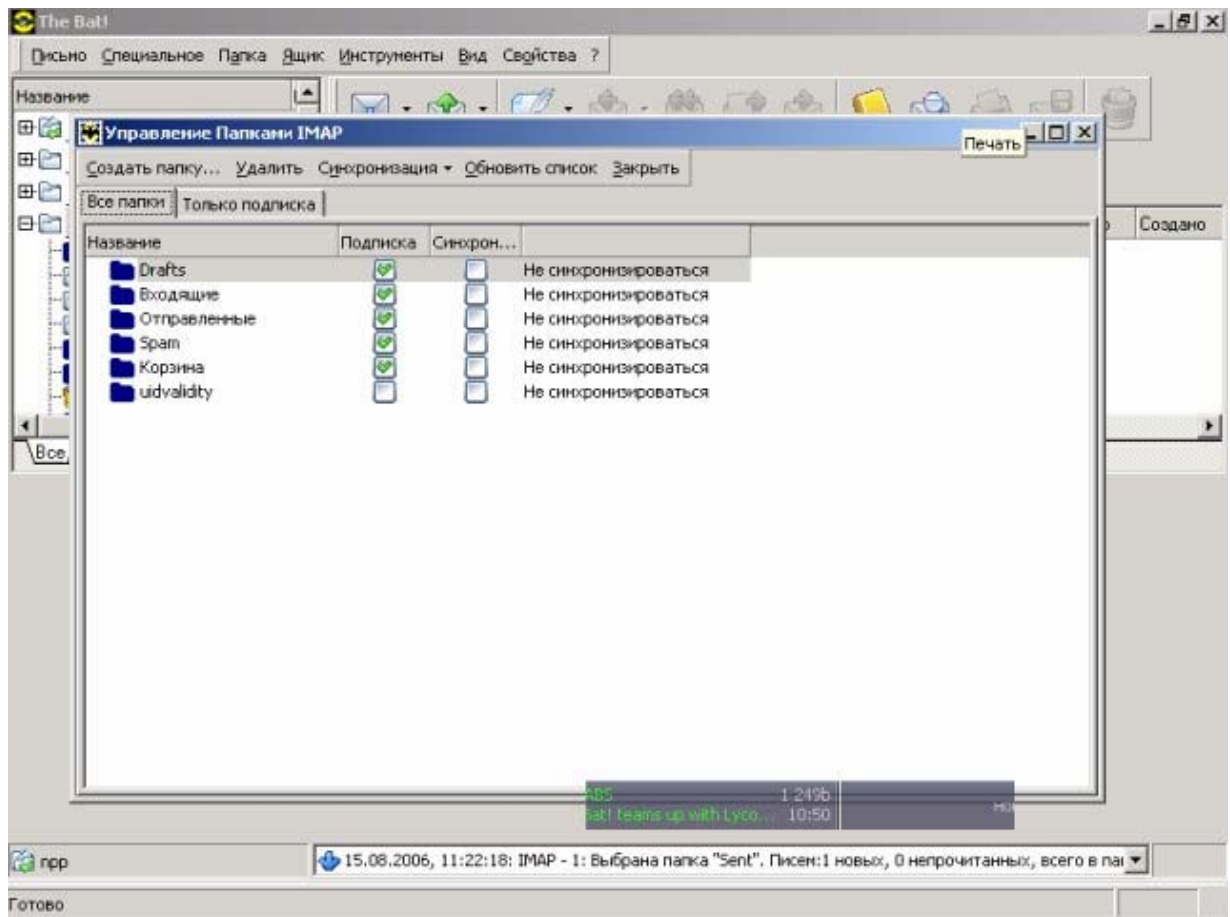 The Bat!
Письмо Специальное Папка Ящик Инструменты Вид Свойства ?
Название
Управление Папками IMAP
Печать
Создать папку... Удалить Синхронизация Обновить список Закрыть
Все папки Только подписка
Создано
Название Подписка Синхрон...
Drafts Не синхронизироваться
Входящие Не синхронизироваться
Отправленные Не синхронизироваться
Spam Не синхронизироваться
Корзина Не синхронизироваться
uidvalidity Не синхронизироваться
Все
ABS 1 249b
Bat! teams up with Lyco... 10:50
но
прр 15.08.2006, 11:22:18: IMAP - 1: Выбрана папка "Sent". Писем:1 новых, 0 непрочитанных, всего в па
Готово